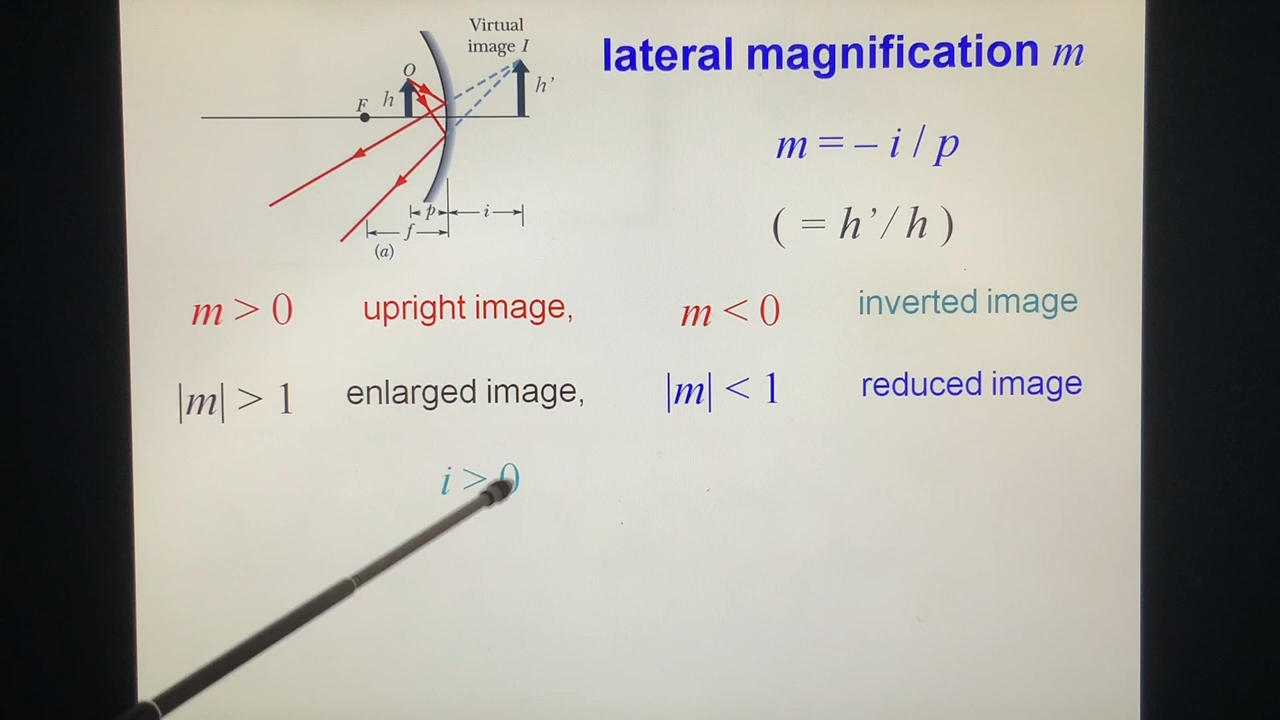 Virtual
image I
lateral magnification m
O
h
h’
F
m = – i / p
p
i
( = h’/ h )
f
(a)
m > 0 upright image, m < 0 inverted image
|m| > 1 enlarged image, |m| < 1 reduced image
i > 0